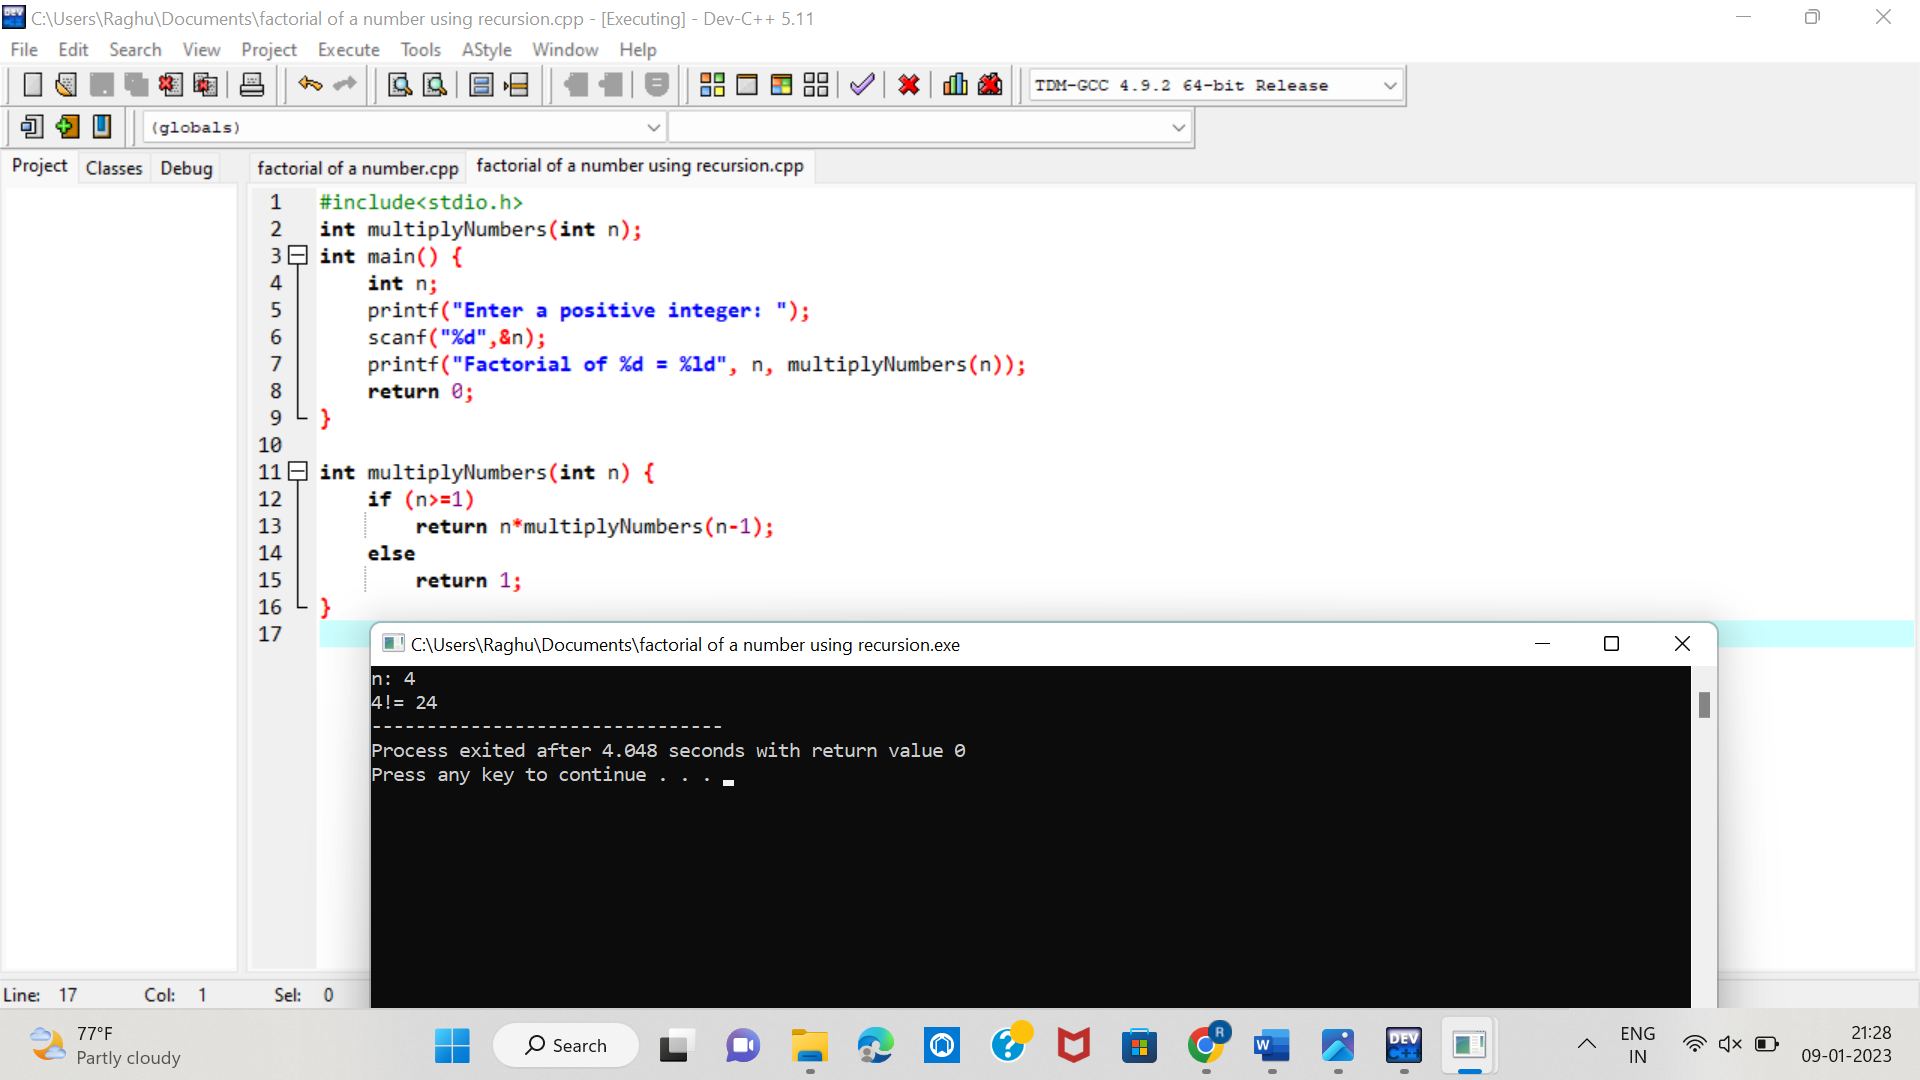 C:\Users\Raghu\Documents\factorial of a number using recursion.cpp - [Executing] - Dev-C++ 5.11
File Edit Search View Project Execute Tools AStyle Window Help
TDM-GCC 4.9.2 64-bit Release
(globals)
Project Classes Debug factorial of a number.cpp factorial of a number using recursion.cpp
1 #include<stdio.h>
2 int multiplyNumbers(int n);
3 int main() {
4 int n;
5 printf("Enter a positive integer: ");
6 scanf("%d",&n);
7 printf("Factorial of %d = %ld", n, multiplyNumbers(n));
8 return 0;
9 }
10
11 int multiplyNumbers(int n) {
12 if (n>=1)
13 return n*multiplyNumbers(n-1);
14 else
15 return 1;
16 }
17
C:\Users\Raghu\Documents\factorial of a number using recursion.exe
n: 4
4!= 24
--------------------------------
Process exited after 4.048 seconds with return value 0
Press any key to continue . . .
Line: 17 Col: 1 Sel: 0
77°F
Partly cloudy
Search
R
W
DEV
C++
ENG
IN
21:28
09-01-2023